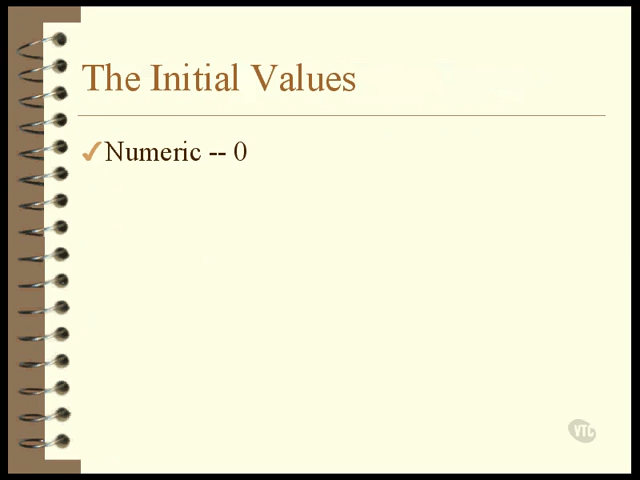 The Initial Values
✓Numeric -- 0
VTC